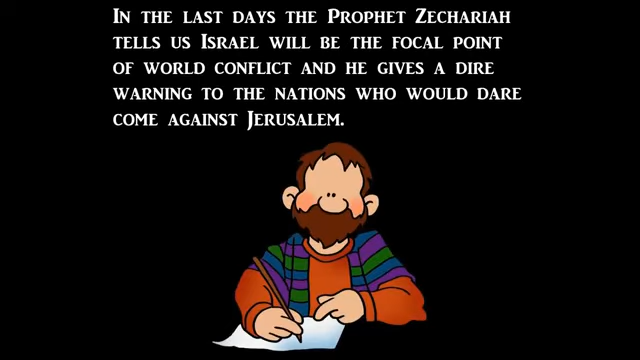 In the last days the Prophet Zechariah
tells us Israel will be the focal point
of world conflict and he gives a dire
warning to the nations who would dare
come against Jerusalem.